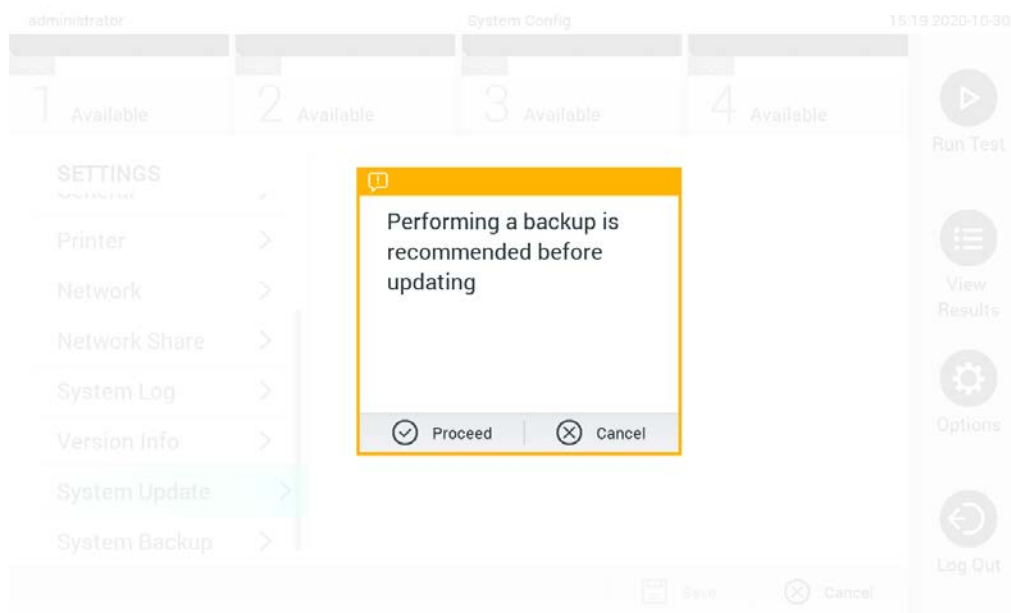 administrator System Config 15:19 2020-10-30
1 Available 2 Available 3 Available 4 Available
Run Test
SETTINGS
General
Printer
Network
Network Share
System Log
Version Info
System Update
System Backup
Performing a backup is
recommended before
updating
Proceed Cancel
View
Results
Options
Log Out
Save Cancel